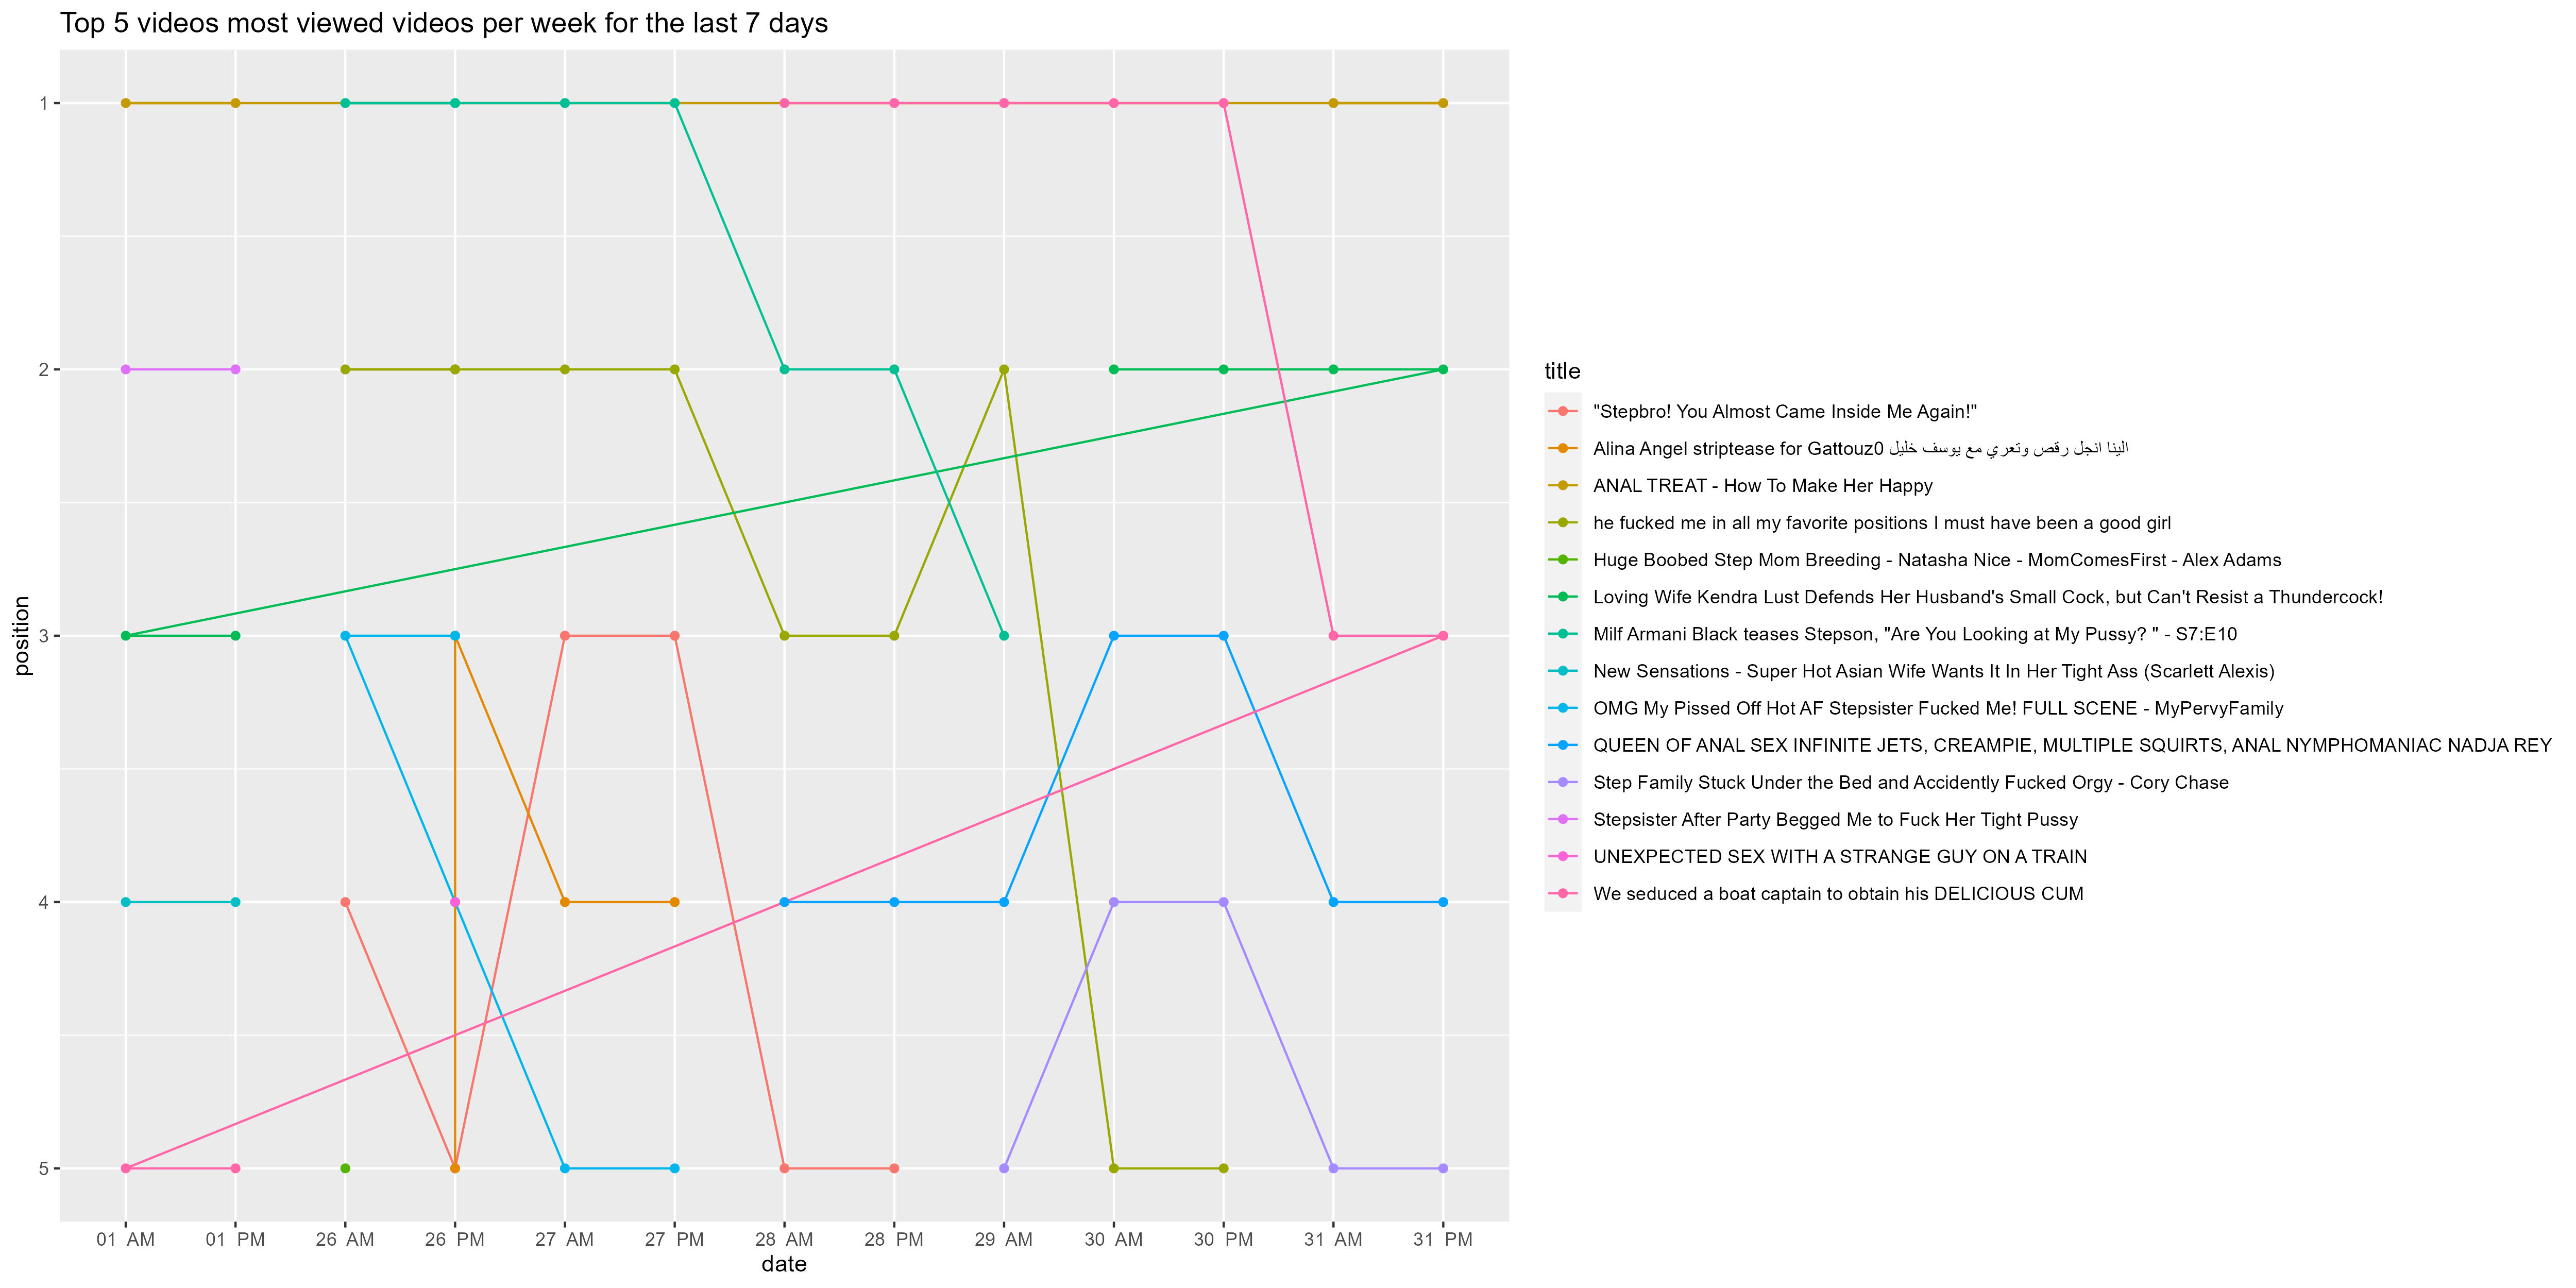 Top 5 videos most viewed videos per week for the last 7 days
position
1
2
3
4
5
01 AM
01 PM
26 AM
26 PM
27 AM
27 PM
28 AM
28 PM
29 AM
30 AM
30 PM
31 AM
31 PM
date
title
"Stepbro! You Almost Came Inside Me Again!"
Alina Angel striptease for Gattouz0 الينا انجل رقص وتعري مع يوسف خليل
ANAL TREAT - How To Make Her Happy
he fucked me in all my favorite positions I must have been a good girl
Huge Boobed Step Mom Breeding - Natasha Nice - MomComesFirst - Alex Adams
Loving Wife Kendra Lust Defends Her Husband's Small Cock, but Can't Resist a Thundercock!
Milf Armani Black teases Stepson, "Are You Looking at My Pussy? " - S7:E10
New Sensations - Super Hot Asian Wife Wants It In Her Tight Ass (Scarlett Alexis)
OMG My Pissed Off Hot AF Stepsister Fucked Me! FULL SCENE - MyPervyFamily
QUEEN OF ANAL SEX INFINITE JETS, CREAMPIE, MULTIPLE SQUIRTS, ANAL NYMPHOMANIAC NADJA REY
Step Family Stuck Under the Bed and Accidently Fucked Orgy - Cory Chase
Stepsister After Party Begged Me to Fuck Her Tight Pussy
UNEXPECTED SEX WITH A STRANGE GUY ON A TRAIN
We seduced a boat captain to obtain his DELICIOUS CUM